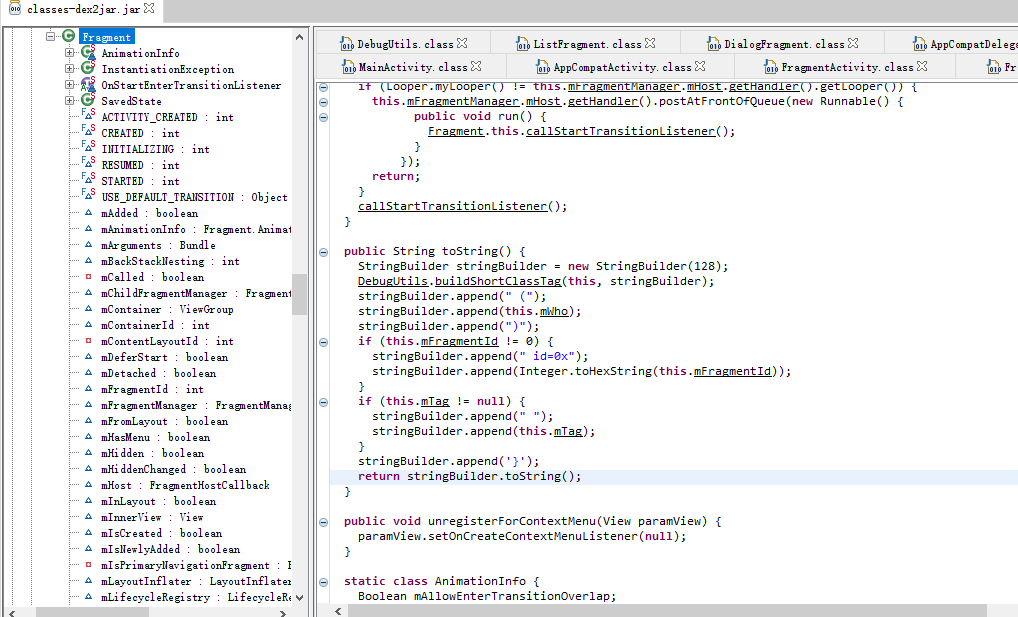 classes-dex2jar.jar
Fragment
AnimationInfo
InstantiationException
OnStartEnterTransitionListener
SavedState
ACTIVITY_CREATED : int
CREATED : int
INITIALIZING : int
RESUMED : int
STARTED : int
USE_DEFAULT_TRANSITION : Object
mAdded : boolean
mAnimationInfo : Fragment.Animat
mArguments : Bundle
mBackStackNesting : int
mCalled : boolean
mChildFragmentManager : Fragment
mContainer : ViewGroup
mContainerId : int
mContentLayoutId : int
mDeferStart : boolean
mDetached : boolean
mFragmentId : int
mFragmentManager : FragmentManag
mFromLayout : boolean
mHasMenu : boolean
mHidden : boolean
mHiddenChanged : boolean
mHost : FragmentHostCallback
mInLayout : boolean
mInnerView : View
mIsCreated : boolean
mIsNewlyAdded : boolean
mIsPrimaryNavigationFragment :
mLayoutInflater : LayoutInflater
mLifecycleRegistry : LifecycleRe
DebugUtils.class ListFragment.class DialogFragment.class AppCompatDelega
MainActivity.class AppCompatActivity.class FragmentActivity.class Fr
if (Looper.myLooper() != this.mFragmentManager.mHost.getHandler().getLooper()) {
this.mFragmentManager.mHost.getHandler().postAtFrontOfQueue(new Runnable() {
public void run() {
Fragment.this.callStartTransitionListener();
}
});
return;
}
callStartTransitionListener();
}
public String toString() {
StringBuilder stringBuilder = new StringBuilder(128);
DebugUtils.buildShortClassTag(this, stringBuilder);
stringBuilder.append(" (");
stringBuilder.append(this.mWho);
stringBuilder.append(")");
if (this.mFragmentId != 0) {
stringBuilder.append(" id=0x");
stringBuilder.append(Integer.toHexString(this.mFragmentId));
}
if (this.mTag != null) {
stringBuilder.append(" ");
stringBuilder.append(this.mTag);
}
stringBuilder.append('}');
return stringBuilder.toString();
}
public void unregisterForContextMenu(View paramView) {
paramView.setOnCreateContextMenuListener(null);
}
static class AnimationInfo {
Boolean mAllowEnterTransitionOverlap;